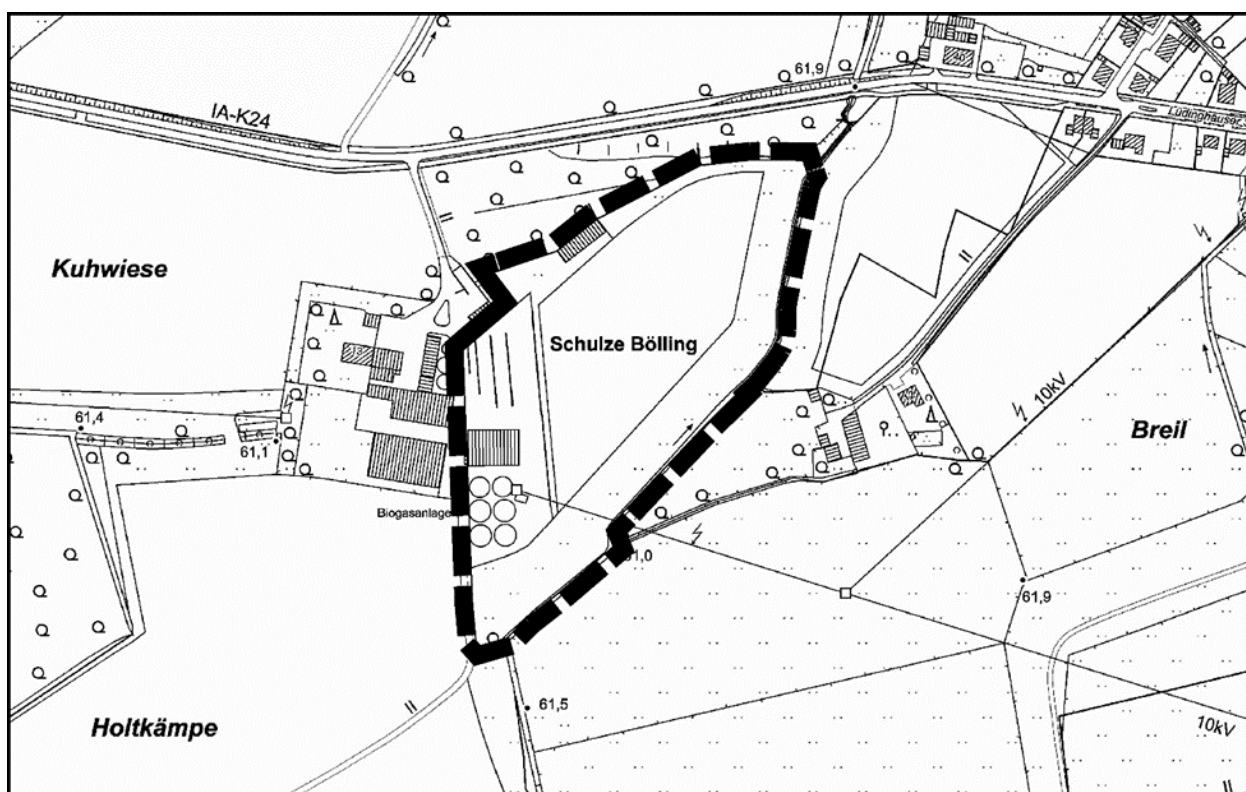 61,9
IA-K24
Lüdinghauser
Kuhwiese
Schulze Bölling
10kV
61,4
Breil
61,1
Biogasanlage
61,0
61,9
61,5
Holtkämpe
10kV